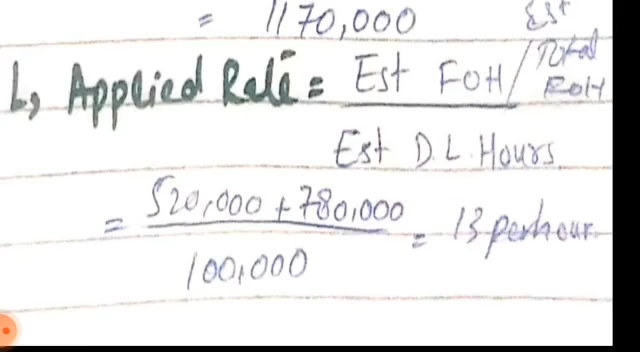 = 1170,000
Est
L, Applied Rate = Est FOH / Total FOH
Est D.L. Hours.
= 520,000 + 780,000 = 13 per hour.
100,000